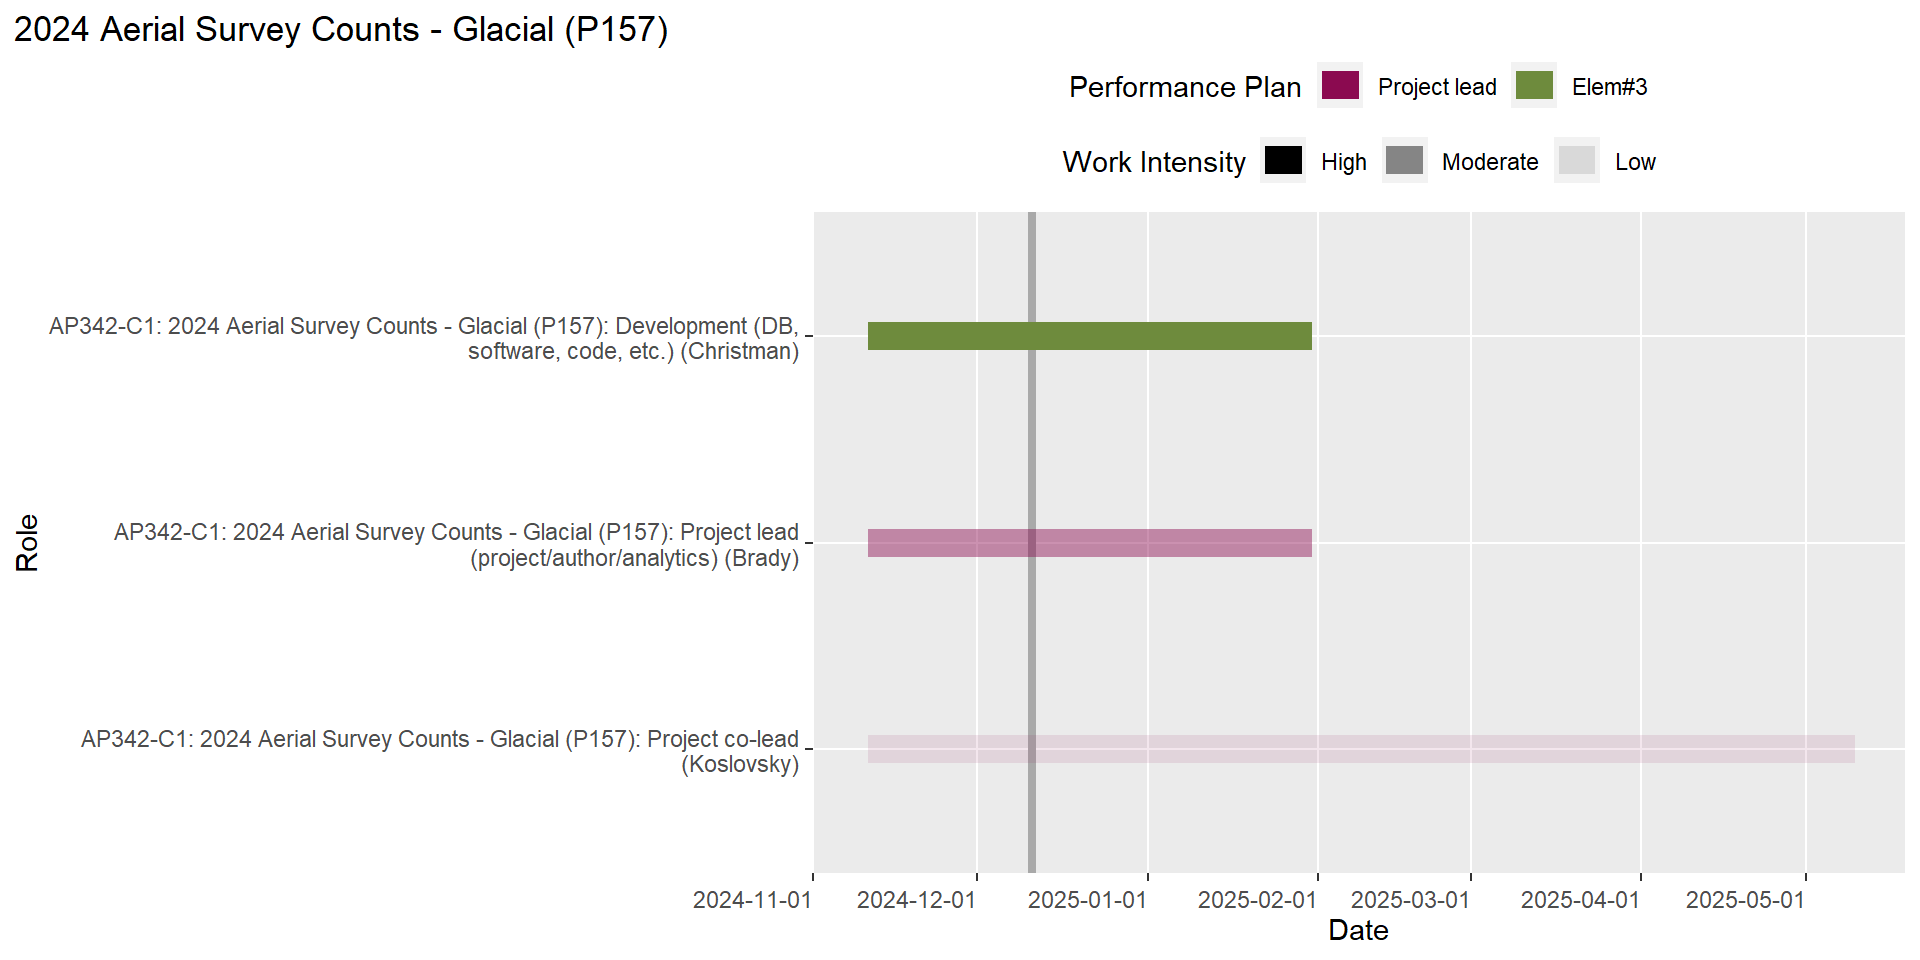 2024 Aerial Survey Counts - Glacial (P157)
Performance Plan Project lead Elem#3
Work Intensity High Moderate Low
AP342-C1: 2024 Aerial Survey Counts - Glacial (P157): Development (DB,
software, code, etc.) (Christman)
AP342-C1: 2024 Aerial Survey Counts - Glacial (P157): Project lead
(project/author/analytics) (Brady)
AP342-C1: 2024 Aerial Survey Counts - Glacial (P157): Project co-lead
(Koslovsky)
Role
2024-11-01 2024-12-01 2025-01-01 2025-02-01 2025-03-01 2025-04-01 2025-05-01
Date